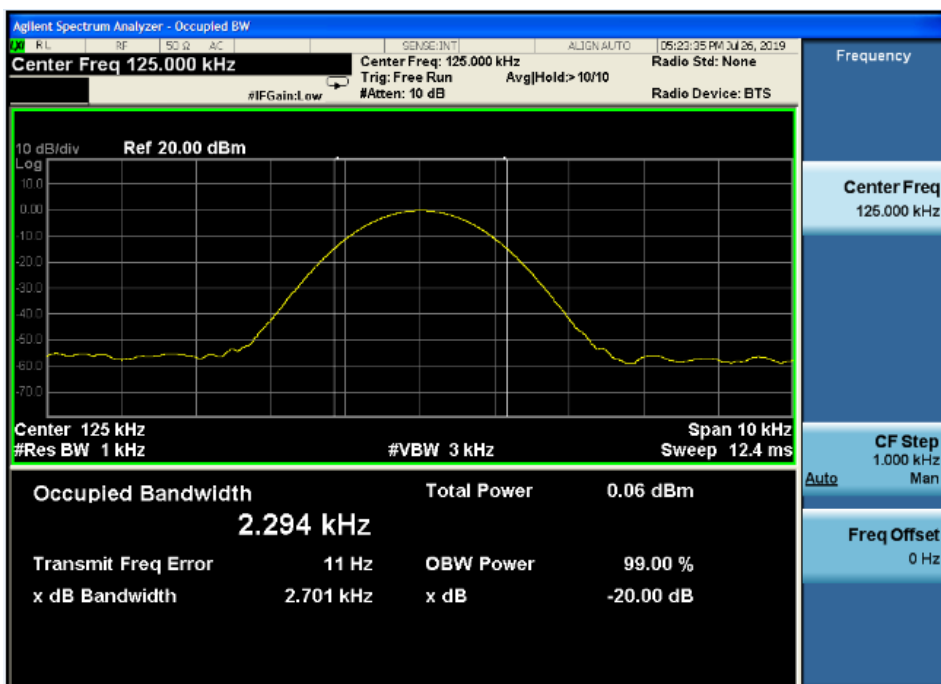 Agilent Spectrum Analyzer - Occupied BW
RL RF 50 Ω AC SENSE:INT ALIGN AUTO 05:23:35 PM Jul 26, 2019
Center Freq 125.000 kHz
Center Freq: 125.000 kHz Radio Std: None
Trig: Free Run Avg|Hold:> 10/10
#IFGain:Low #Atten: 10 dB Radio Device: BTS
10 dB/div Ref 20.00 dBm
Log
10.0
0.00
-10.0
-20.0
-30.0
-40.0
-50.0
-60.0
-70.0
Center 125 kHz Span 10 kHz
#Res BW 1 kHz #VBW 3 kHz Sweep 12.4 ms
Occupied Bandwidth Total Power 0.06 dBm
2.294 kHz
Transmit Freq Error 11 Hz OBW Power 99.00 %
x dB Bandwidth 2.701 kHz x dB -20.00 dB
Frequency
Center Freq
125.000 kHz
CF Step
1.000 kHz
Auto Man
Freq Offset
0 Hz